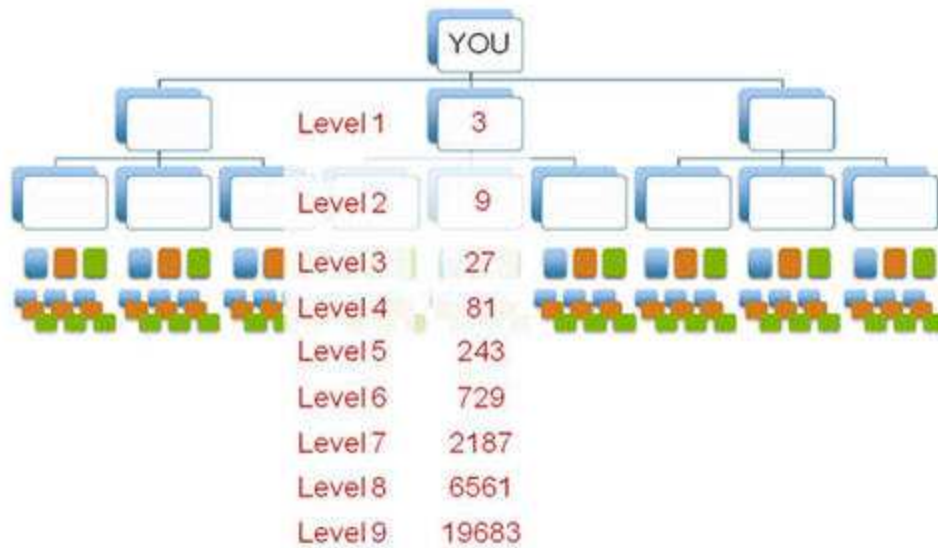 YOU
Level 1 3
Level 2 9
Level 3 27
Level 4 81
Level 5 243
Level 6 729
Level 7 2187
Level 8 6561
Level 9 19683